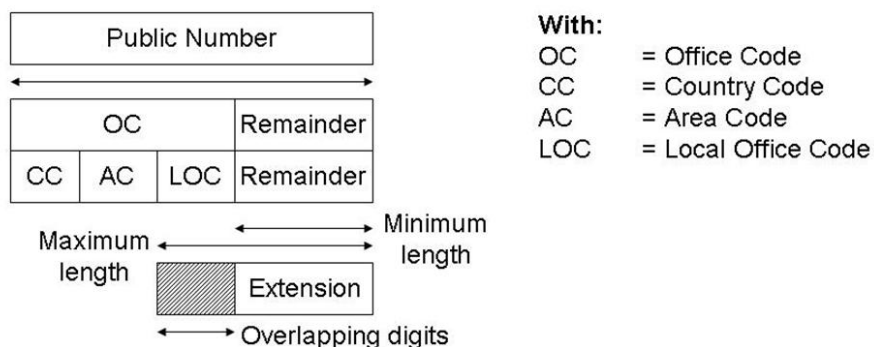 Public Number
OC Remainder
CC AC LOC Remainder
Maximum length
Minimum length
Extension
Overlapping digits
With:
OC = Office Code
CC = Country Code
AC = Area Code
LOC = Local Office Code